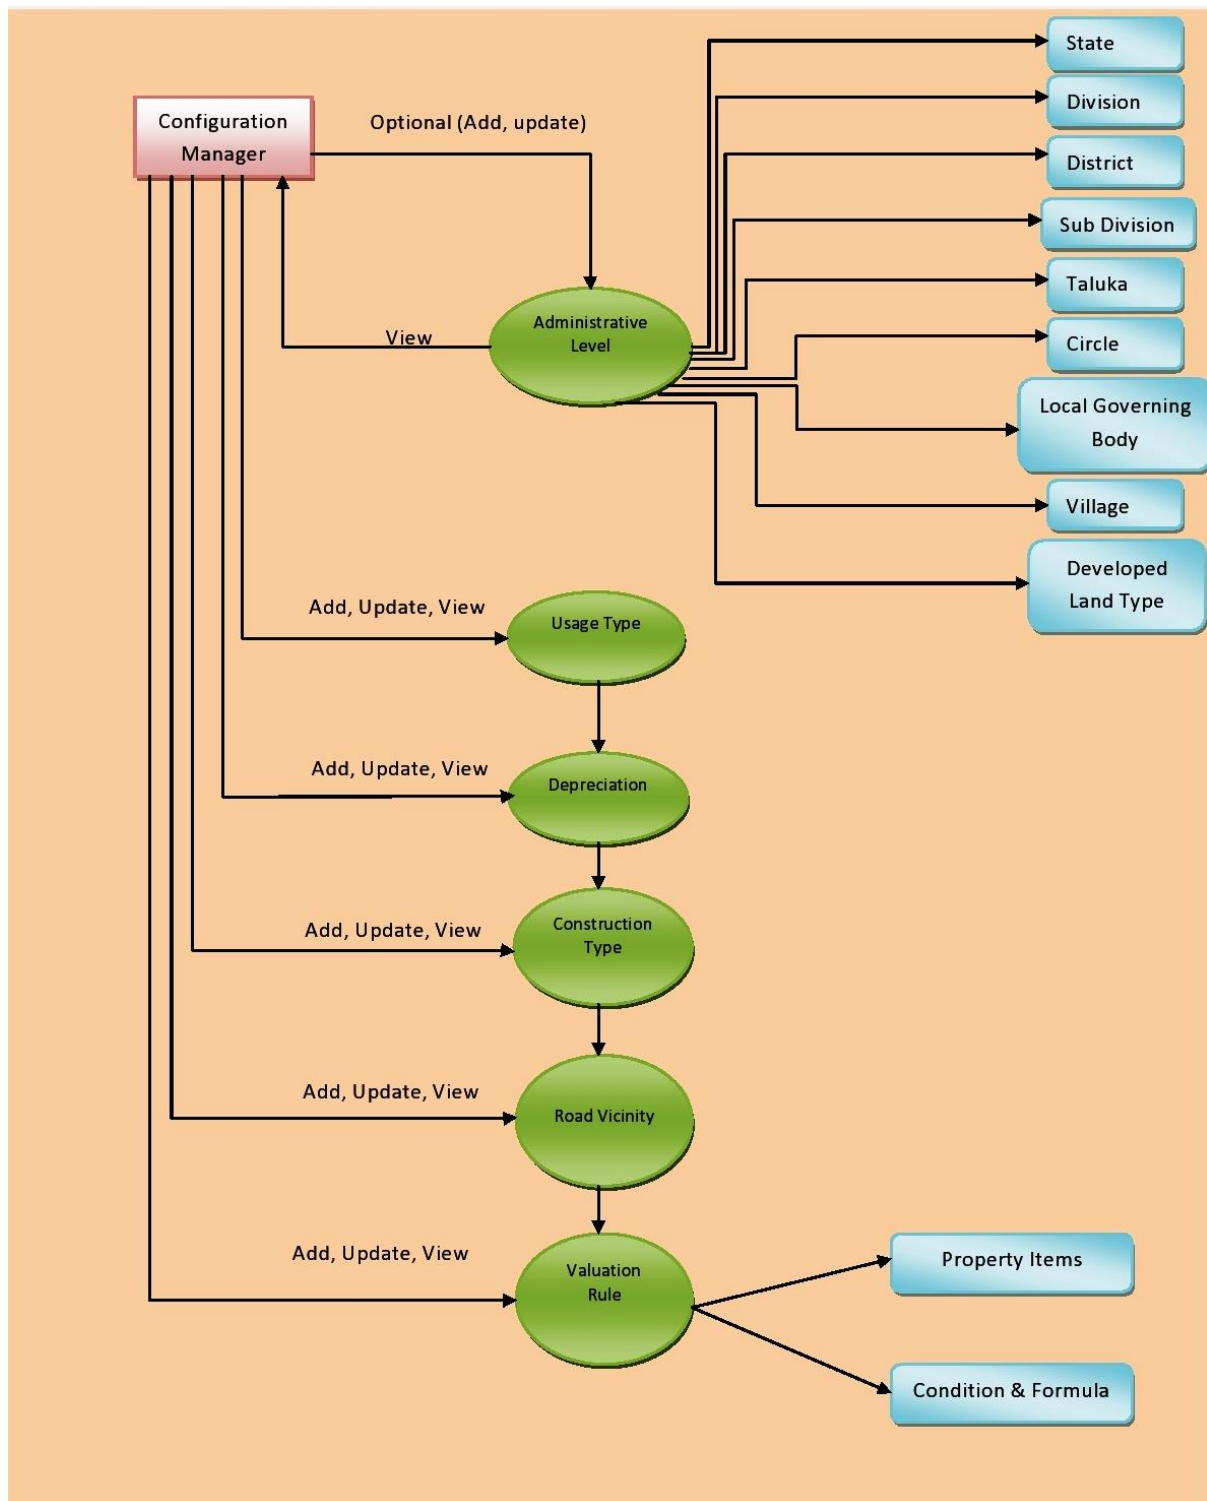 State
Division
Configuration
Manager
Optional (Add, update)
District
Sub Division
Taluka
Administrative
Level
View
Circle
Local Governing
Body
Village
Developed
Land Type
Add, Update, View
Usage Type
Add, Update, View
Depreciation
Add, Update, View
Construction
Type
Add, Update, View
Road Vicinity
Add, Update, View
Valuation
Rule
Property Items
Condition & Formula